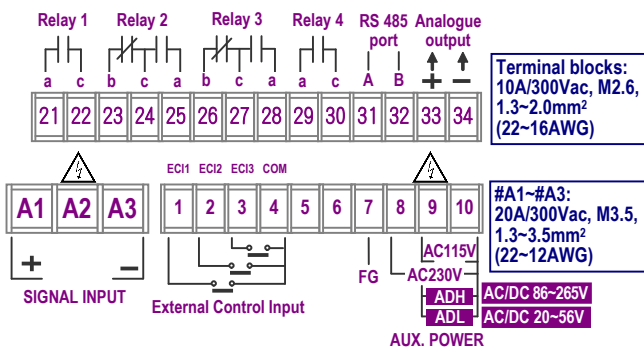 Relay 1 Relay 2 Relay 3 Relay 4 RS 485 port Analogue output
a c b c a b c a a c A B + −
21 22 23 24 25 26 27 28 29 30 31 32 33 34
Terminal blocks:
10A/300Vac, M2.6,
1.3~2.0mm²
(22~16AWG)
ECI1 ECI2 ECI3 COM
A1 A2 A3 1 2 3 4 5 6 7 8 9 10
#A1~#A3:
20A/300Vac, M3.5,
1.3~3.5mm²
(22~12AWG)
+ −
SIGNAL INPUT
External Control Input
FG
AC115V
AC230V
ADH AC/DC 86~265V
ADL AC/DC 20~56V
AUX. POWER